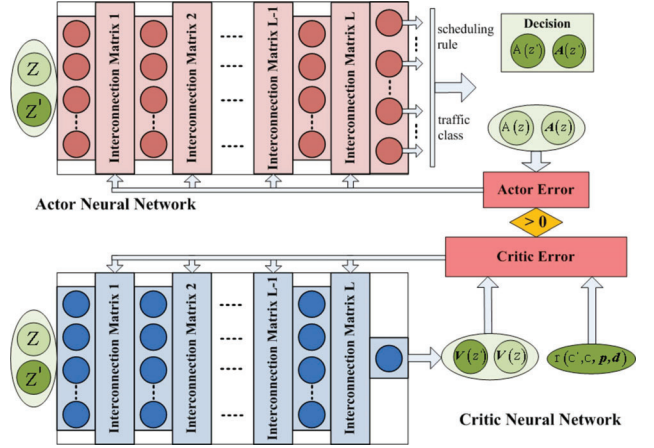 Z
Z'
Interconnection Matrix 1
Interconnection Matrix 2
Interconnection Matrix L-1
Interconnection Matrix L
scheduling
rule
traffic
class
Decision
A(z') A(z')
A(z) A(z)
Actor Neural Network
Actor Error
> 0
Critic Error
Z
Z'
Interconnection Matrix 1
Interconnection Matrix 2
Interconnection Matrix L-1
Interconnection Matrix L
V(z') V(z)
r(c',c,p,d)
Critic Neural Network